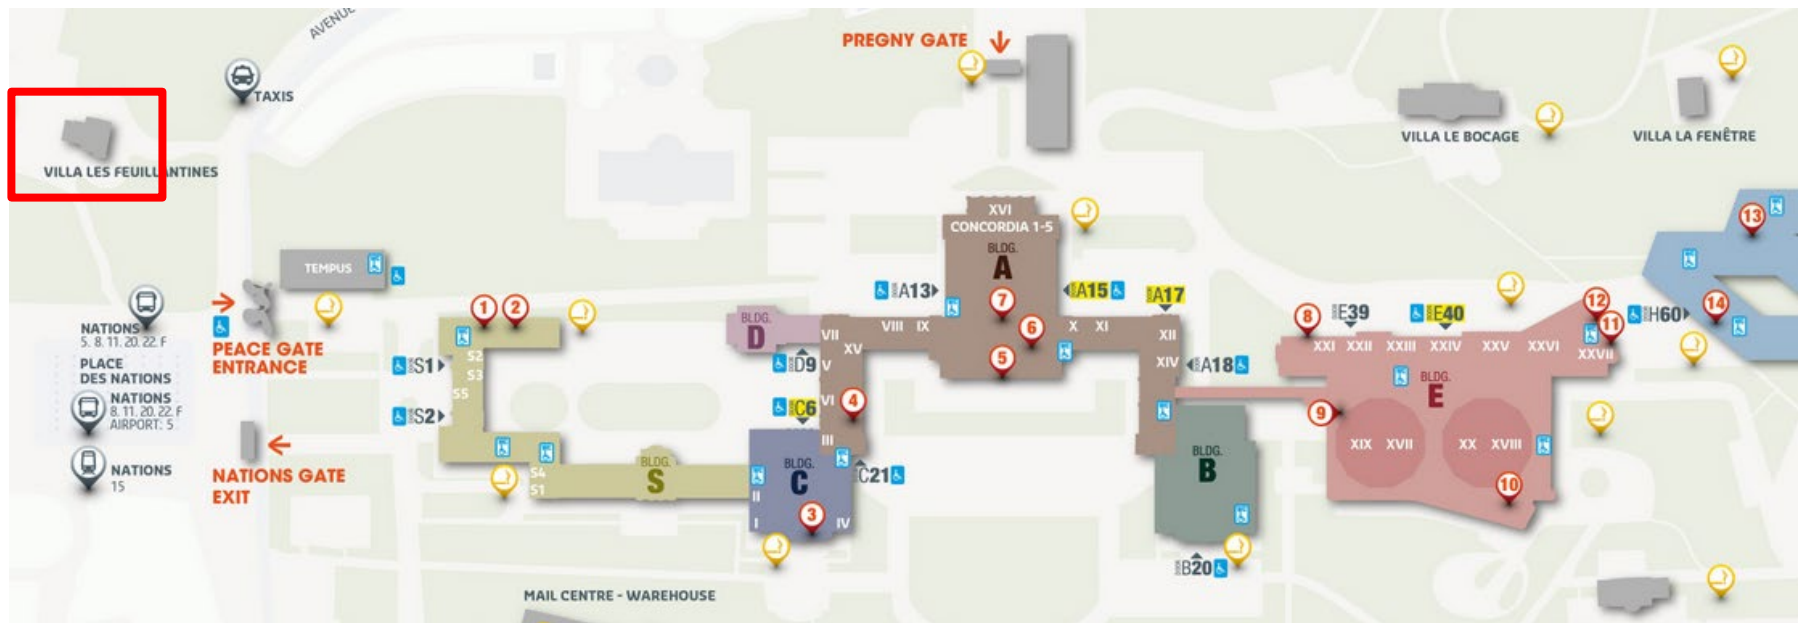 AVENUE
PREGNY GATE
TAXIS
VILLA LES FEUILLANTINES
VILLA LE BOCAGE
VILLA LA FENÊTRE
XVI
CONCORDIA 1-5
BLDG.
A
13
TEMPUS
A13
A15
A17
7
12
H60
14
NATIONS
5. 8. 11. 20. 22. F
PEACE GATE
ENTRANCE
1
2
BLDG.
D
VII
VIII
IX
6
X
XI
XII
8
E39
E40
11
PLACE
DES NATIONS
NATIONS
8. 11. 20. 22. F
AIRPORT: 5
S1
S2
S3
S5
D9
XV
V
5
XIV
A18
XXI
XXII
XXIII
XXIV
XXV
XXVI
XXVII
BLDG.
E
S2
C6
VI
4
9
III
XIX
XVII
XX
XVIII
NATIONS
15
NATIONS GATE
EXIT
S4
S1
BLDG.
S
BLDG.
C
C21
BLDG.
B
10
II
I
3
IV
B20
MAIL CENTRE - WAREHOUSE